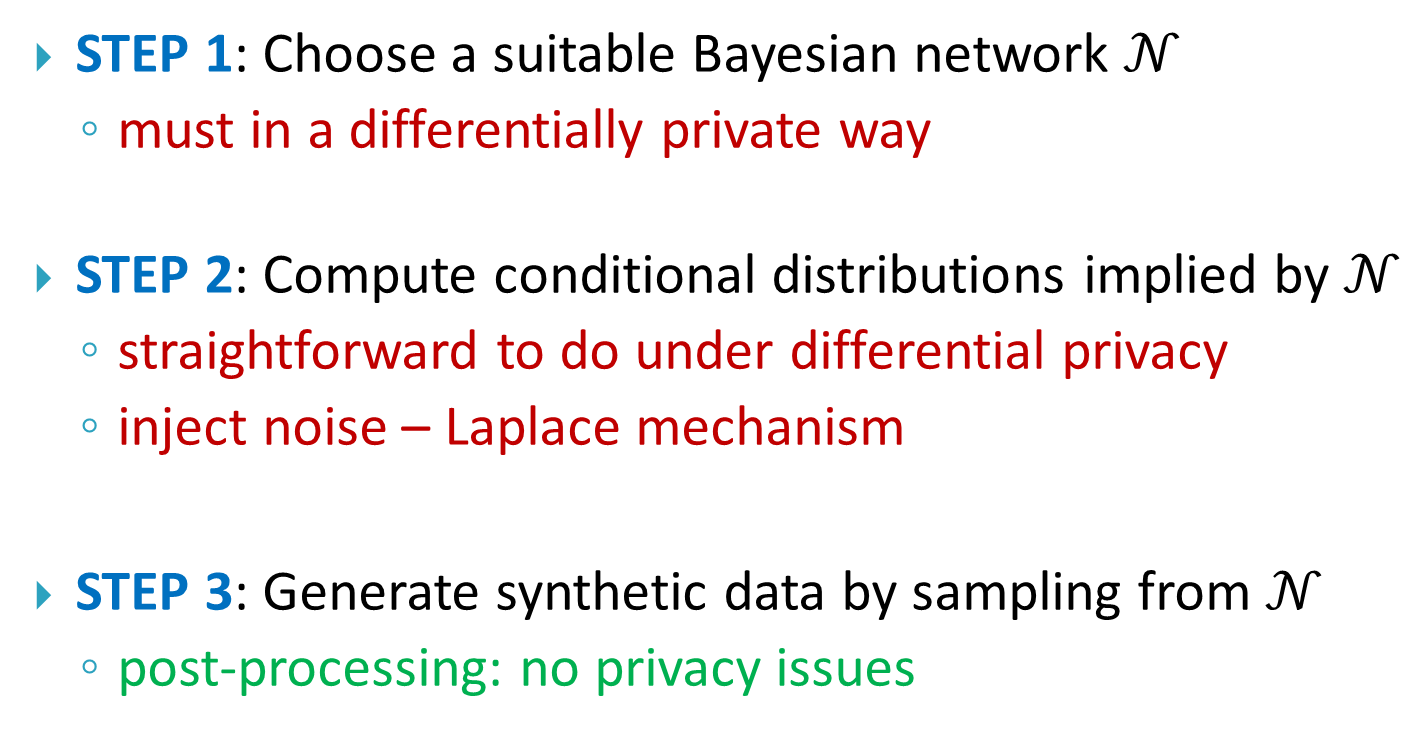 STEP 1: Choose a suitable Bayesian network 𝒩
must in a differentially private way
STEP 2: Compute conditional distributions implied by 𝒩
straightforward to do under differential privacy
inject noise – Laplace mechanism
STEP 3: Generate synthetic data by sampling from 𝒩
post-processing: no privacy issues